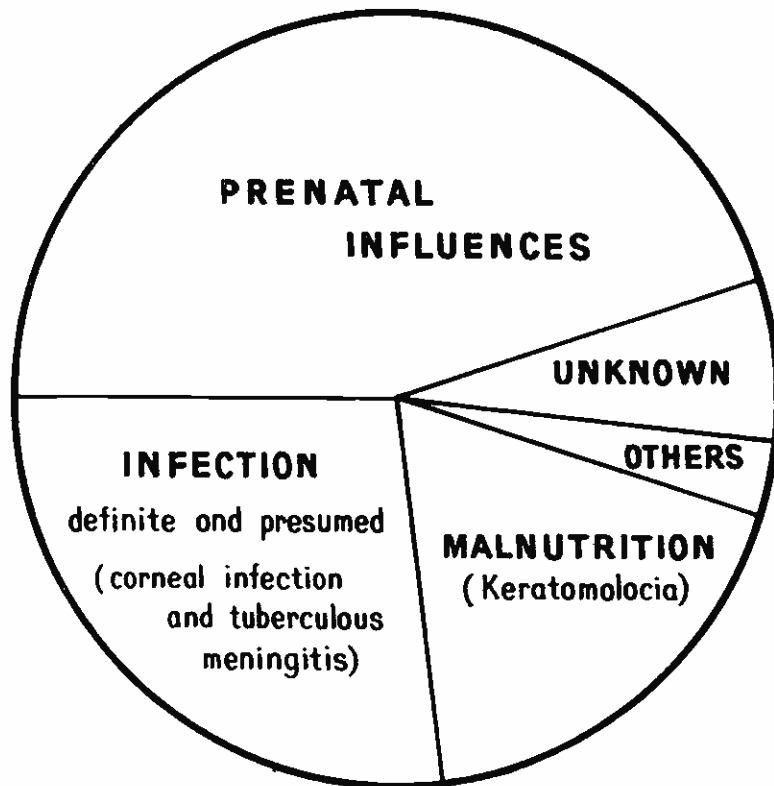 PRENATAL
INFLUENCES
UNKNOWN
OTHERS
MALNUTRITION
(Keratomolocia)
INFECTION
definite ond presumed
(corneal infection
and tuberculous
meningitis)